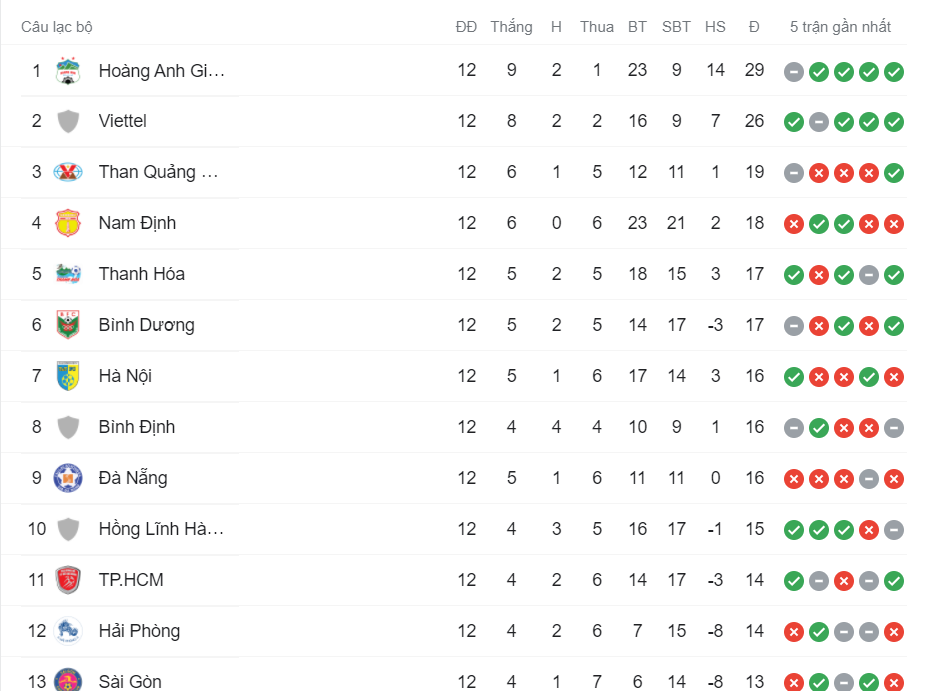 Câu lạc bộ ĐĐ Thắng H Thua BT SBT HS Đ 5 trận gần nhất
1 Hoàng Anh Gi... 12 9 2 1 23 9 14 29
2 Viettel 12 8 2 2 16 9 7 26
3 Than Quảng ... 12 6 1 5 12 11 1 19
4 Nam Định 12 6 0 6 23 21 2 18
5 Thanh Hóa 12 5 2 5 18 15 3 17
6 Bình Dương 12 5 2 5 14 17 -3 17
7 Hà Nội 12 5 1 6 17 14 3 16
8 Bình Định 12 4 4 4 10 9 1 16
9 Đà Nẵng 12 5 1 6 11 11 0 16
10 Hồng Lĩnh Hà... 12 4 3 5 16 17 -1 15
11 TP.HCM 12 4 2 6 14 17 -3 14
12 Hải Phòng 12 4 2 6 7 15 -8 14
13 Sài Gòn 12 4 1 7 6 14 -8 13